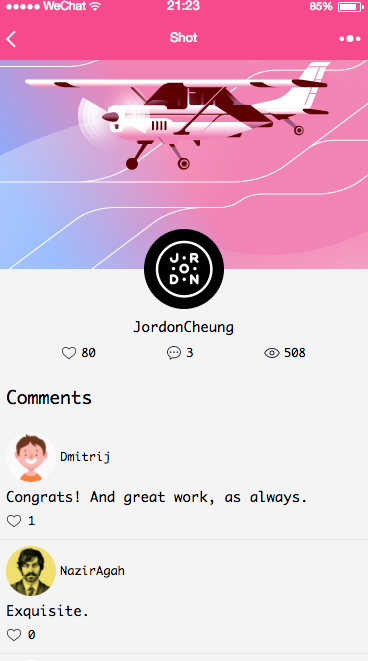 WeChat 21:23 85%
Shot
J·R
·O·
D·N
JordonCheung
80 3 508
Comments
Dmitrij
Congrats! And great work, as always.
1
NazirAgah
Exquisite.
0